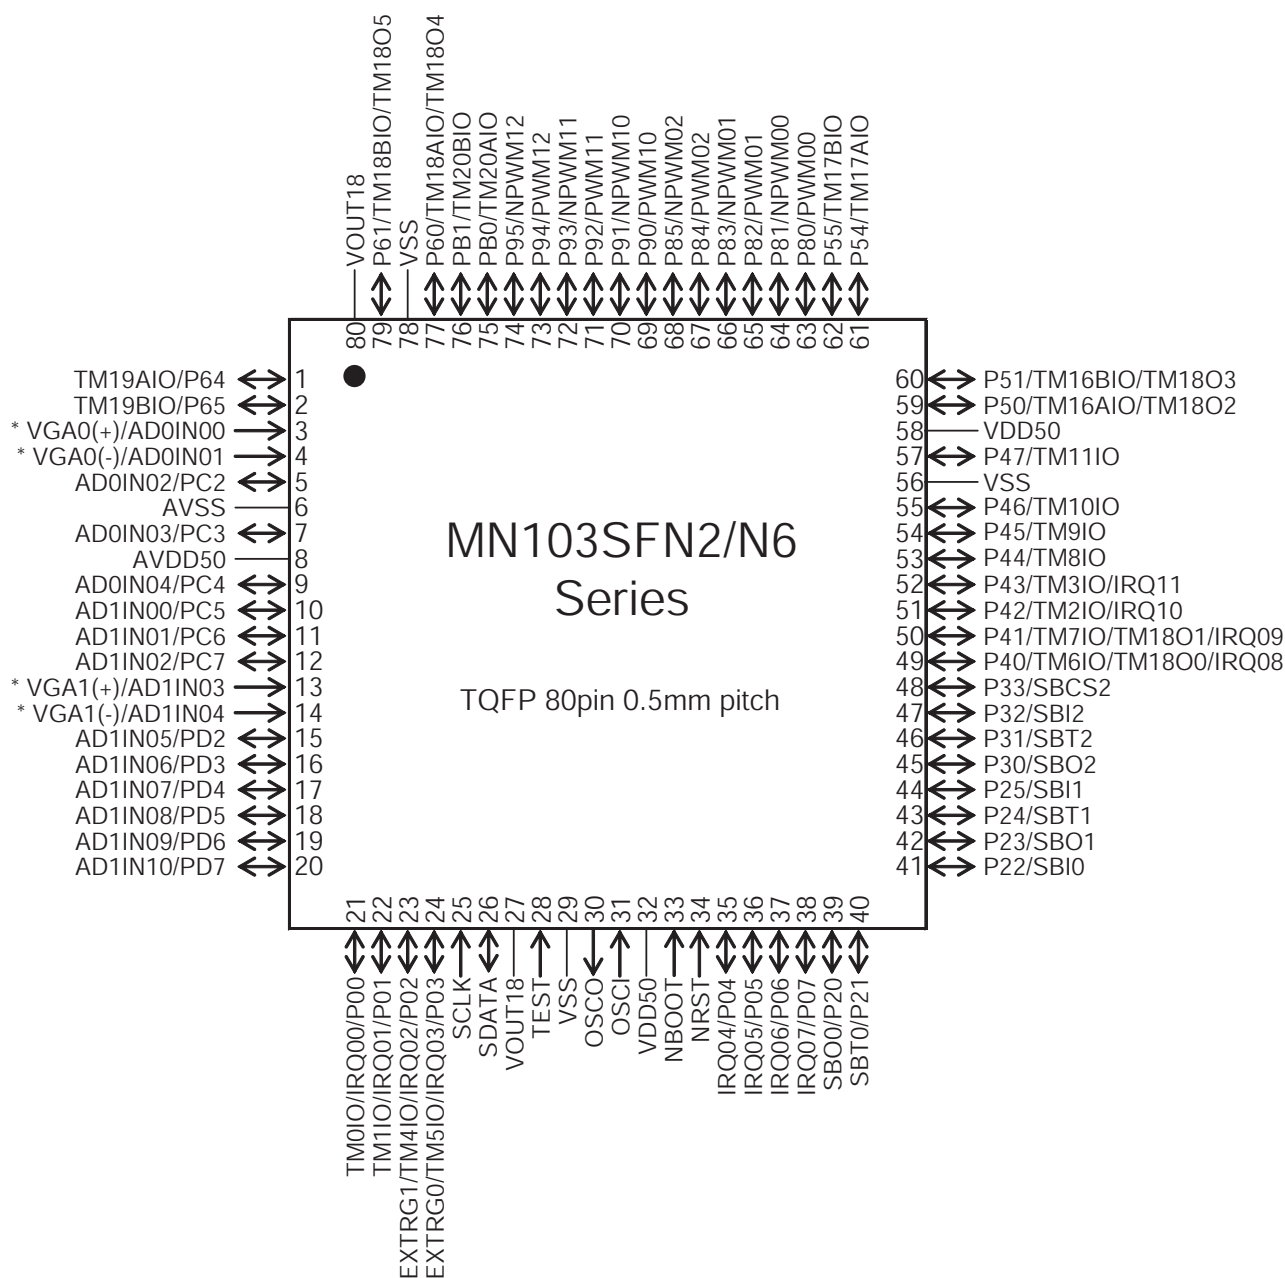 VOUT18
P61/TM18BIO/TM18O5
VSS
P60/TM18AIO/TM18O4
PB1/TM20BIO
PB0/TM20AIO
P95/NPWM12
P94/PWM12
P93/NPWM11
P92/PWM11
P91/NPWM10
P90/PWM10
P85/NPWM02
P84/PWM02
P83/NPWM01
P82/PWM01
P81/NPWM00
P80/PWM00
P55/TM17BIO
P54/TM17AIO
80
79
78
77
76
75
74
73
72
71
70
69
68
67
66
65
64
63
62
61
TM19AIO/P64 1
TM19BIO/P65 2
* VGA0(+)/AD0IN00 3
* VGA0(-)/AD0IN01 4
AD0IN02/PC2 5
AVSS 6
AD0IN03/PC3 7
AVDD50 8
AD0IN04/PC4 9
AD1IN00/PC5 10
AD1IN01/PC6 11
AD1IN02/PC7 12
* VGA1(+)/AD1IN03 13
* VGA1(-)/AD1IN04 14
AD1IN05/PD2 15
AD1IN06/PD3 16
AD1IN07/PD4 17
AD1IN08/PD5 18
AD1IN09/PD6 19
AD1IN10/PD7 20
MN103SFN2/N6
Series
TQFP 80pin 0.5mm pitch
60 P51/TM16BIO/TM18O3
59 P50/TM16AIO/TM18O2
58 VDD50
57 P47/TM11IO
56 VSS
55 P46/TM10IO
54 P45/TM9IO
53 P44/TM8IO
52 P43/TM3IO/IRQ11
51 P42/TM2IO/IRQ10
50 P41/TM7IO/TM18O1/IRQ09
49 P40/TM6IO/TM18O0/IRQ08
48 P33/SBCS2
47 P32/SBI2
46 P31/SBT2
45 P30/SBO2
44 P25/SBI1
43 P24/SBT1
42 P23/SBO1
41 P22/SBI0
21
22
23
24
25
26
27
28
29
30
31
32
33
34
35
36
37
38
39
40
TM0IO/IRQ00/P00
TM1IO/IRQ01/P01
EXTRG1/TM4IO/IRQ02/P02
EXTRG0/TM5IO/IRQ03/P03
SCLK
SDATA
VOUT18
TEST
VSS
OSCO
OSCI
VDD50
NBOOT
NRST
IRQ04/P04
IRQ05/P05
IRQ06/P06
IRQ07/P07
SBO0/P20
SBT0/P21